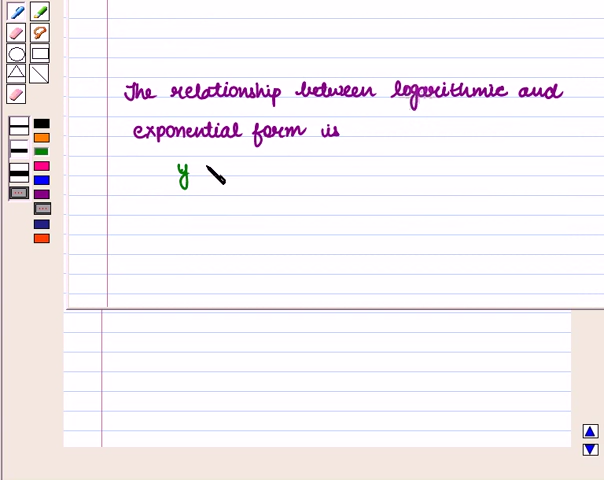 The relationship between logarithmic and
exponential form is
y